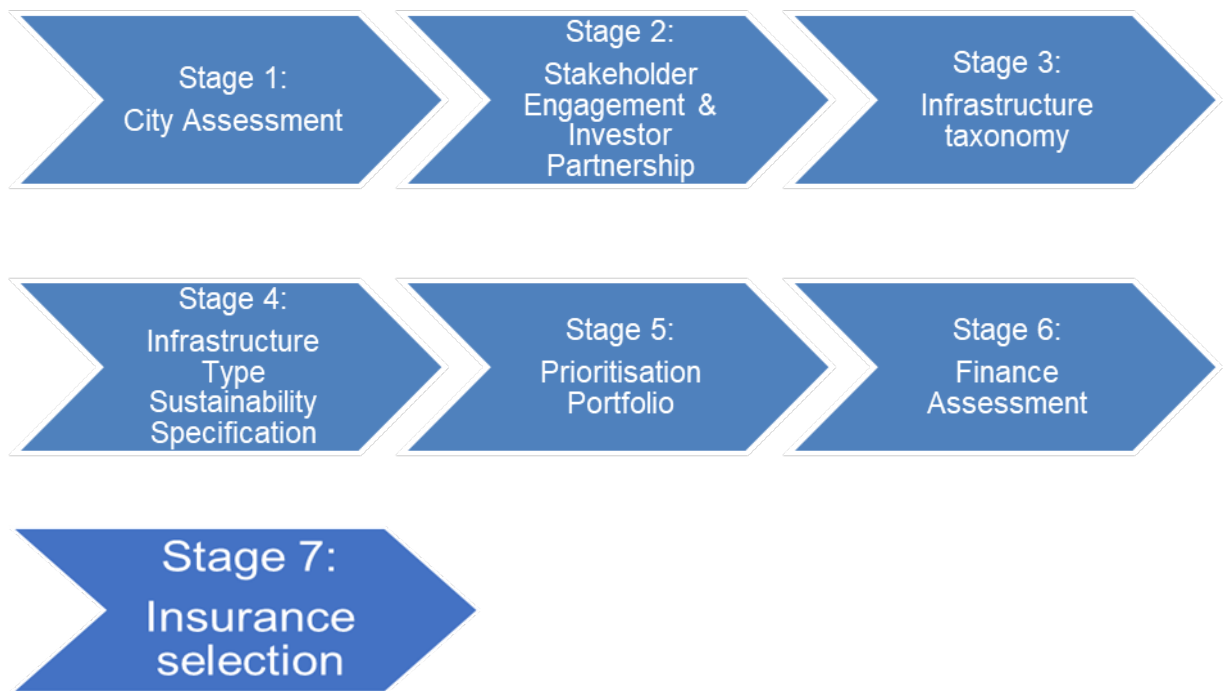 Stage 1:
City Assessment
Stage 2:
Stakeholder
Engagement &
Investor
Partnership
Stage 3:
Infrastructure
taxonomy
Stage 4:
Infrastructure
Type
Sustainability
Specification
Stage 5:
Prioritisation
Portfolio
Stage 6:
Finance
Assessment
Stage 7:
Insurance
selection